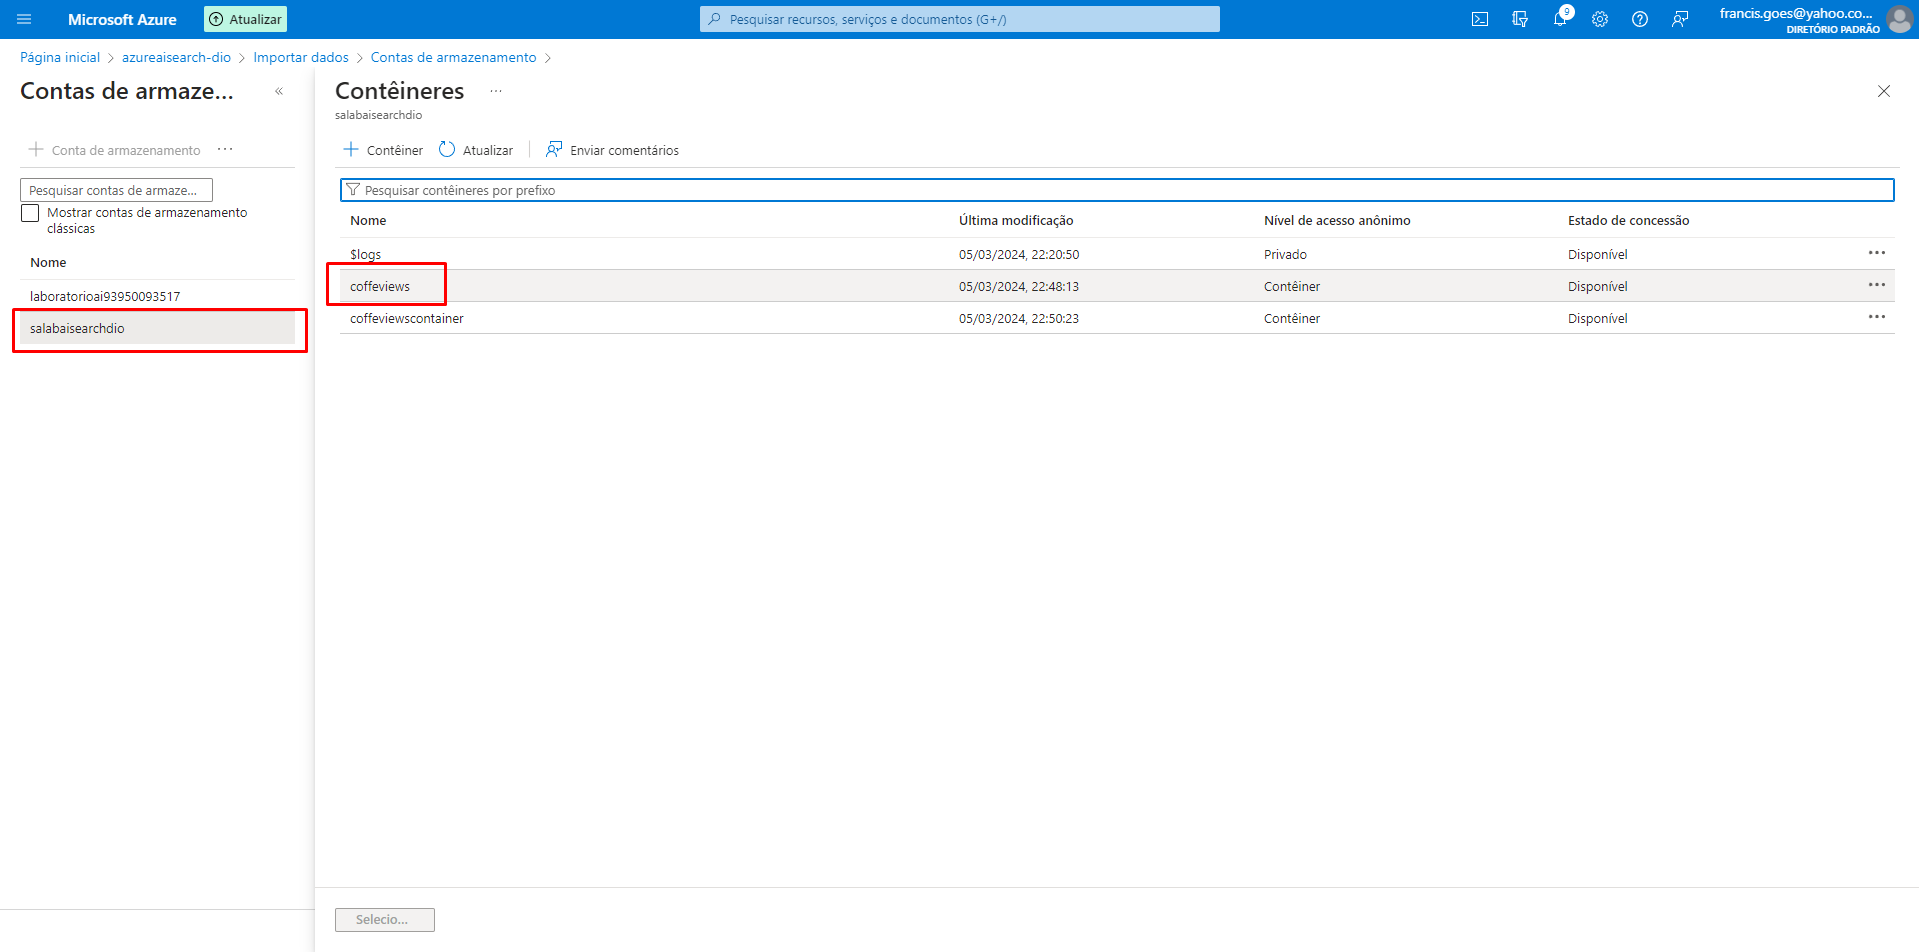 Microsoft Azure
Atualizar
Pesquisar recursos, serviços e documentos (G+/)
9
francis.goes@yahoo.co...
DIRETÓRIO PADRÃO
Página inicial > azureaisearch-dio > Importar dados > Contas de armazenamento >
Contas de armaze... «
+ Conta de armazenamento ...
Pesquisar contas de armaze...
Mostrar contas de armazenamento
clássicas
Nome
laboratorioai93950093517
salabaisearchdio
Contêineres ...
salabaisearchdio
+ Contêiner Atualizar Enviar comentários
Pesquisar contêineres por prefixo
Nome Última modificação Nível de acesso anônimo Estado de concessão
$logs 05/03/2024, 22:20:50 Privado Disponível ...
coffeviews 05/03/2024, 22:48:13 Contêiner Disponível ...
coffeviewscontainer 05/03/2024, 22:50:23 Contêiner Disponível ...
Selecio...